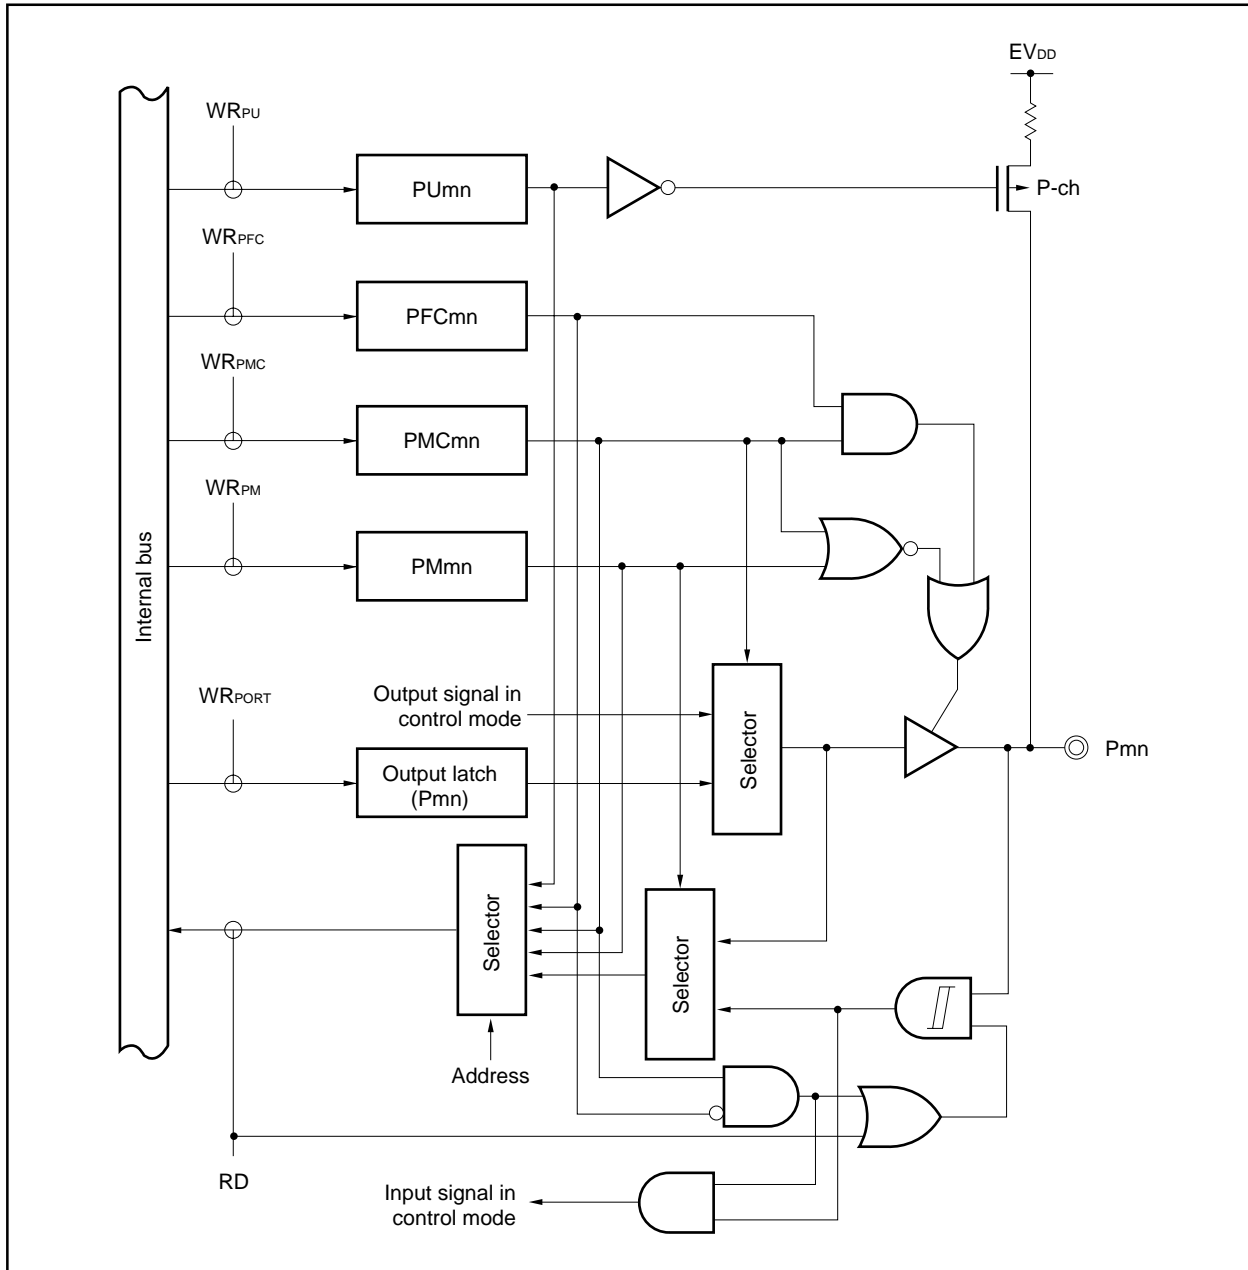 EVDD
WRPU
PUmn
P-ch
WRPFC
PFCmn
WRPMC
PMCmn
WRPM
PMmn
Internal bus
WRPORT
Output signal in
control mode
Selector
Output latch
(Pmn)
Pmn
Selector
Selector
Address
RD
Input signal in
control mode